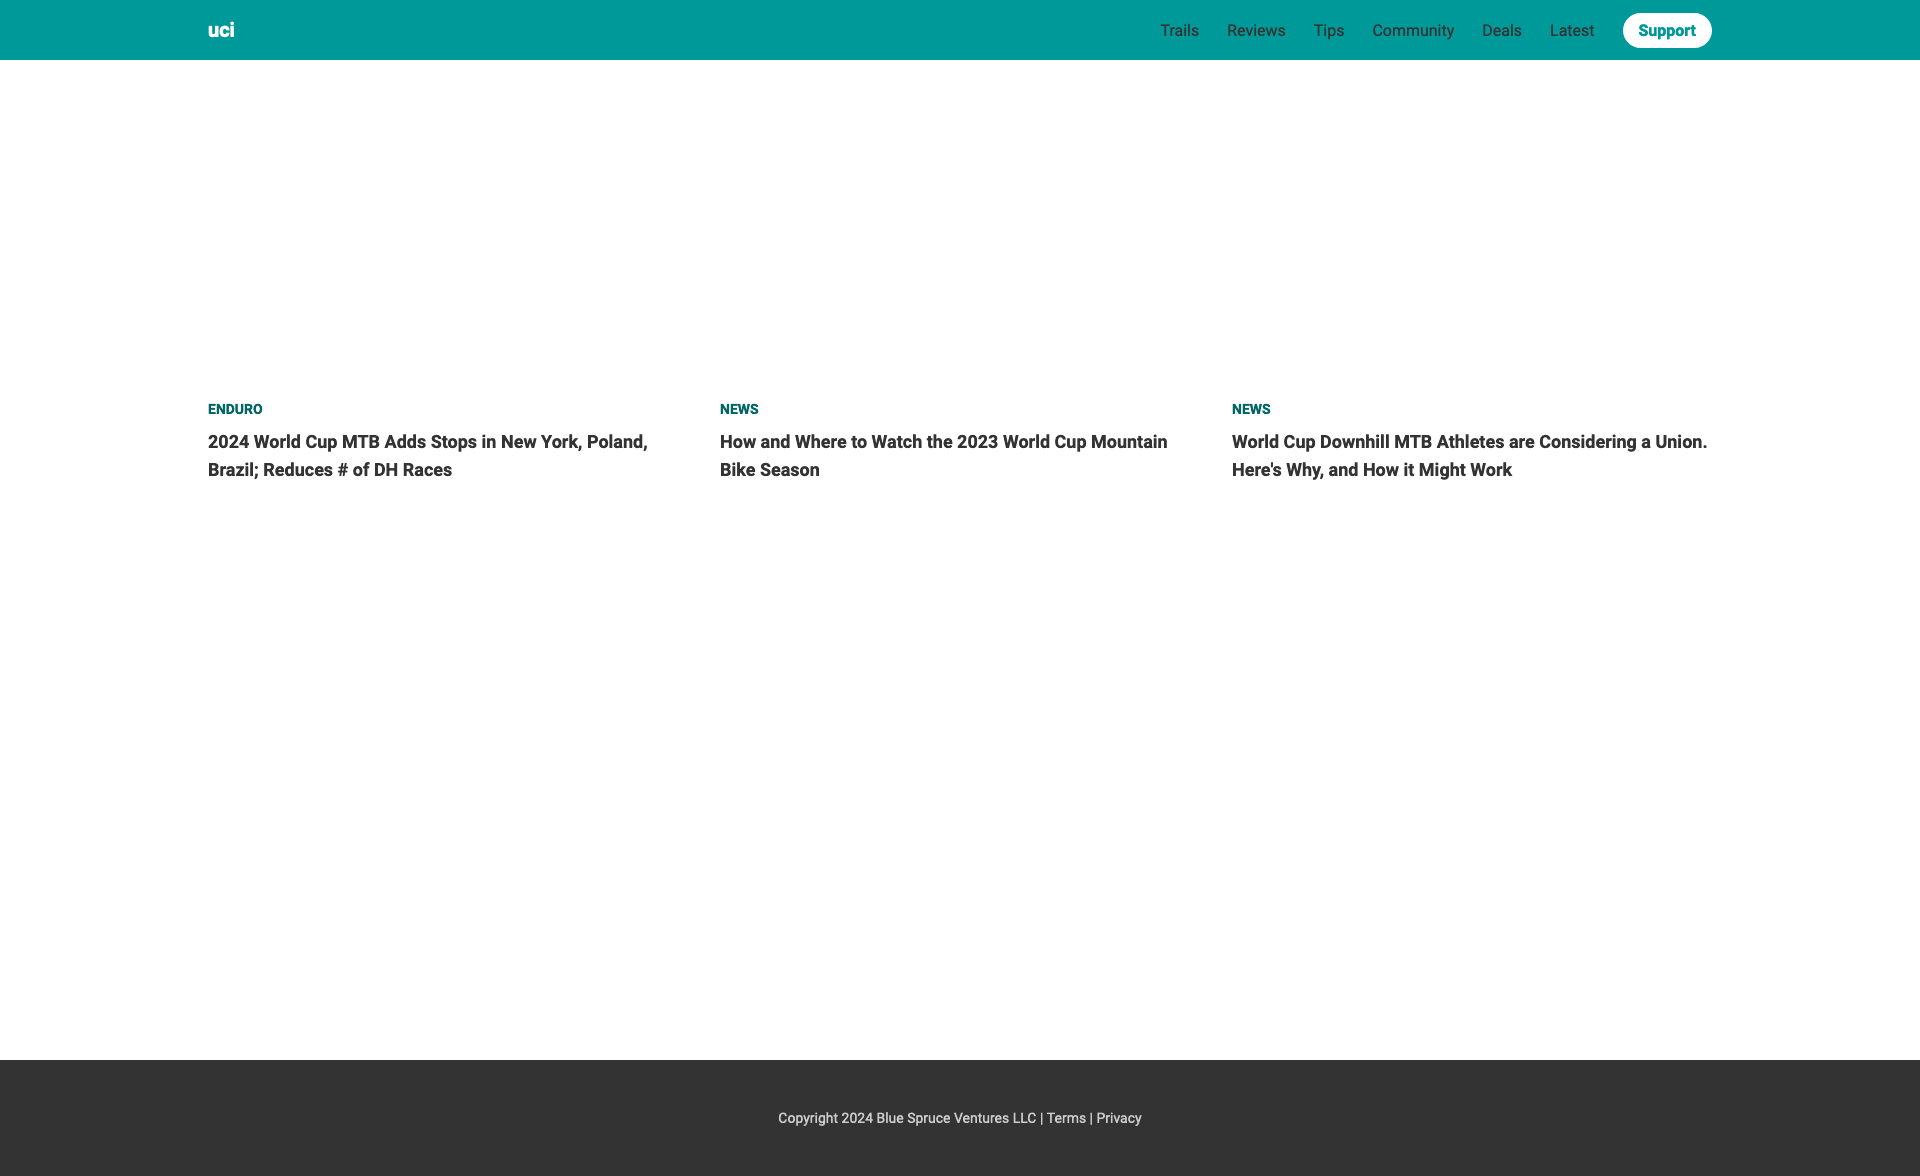 uci
Trails Reviews Tips Community Deals Latest Support
ENDURO
2024 World Cup MTB Adds Stops in New York, Poland,
Brazil; Reduces # of DH Races
NEWS
How and Where to Watch the 2023 World Cup Mountain
Bike Season
NEWS
World Cup Downhill MTB Athletes are Considering a Union.
Here's Why, and How it Might Work
Copyright 2024 Blue Spruce Ventures LLC | Terms | Privacy